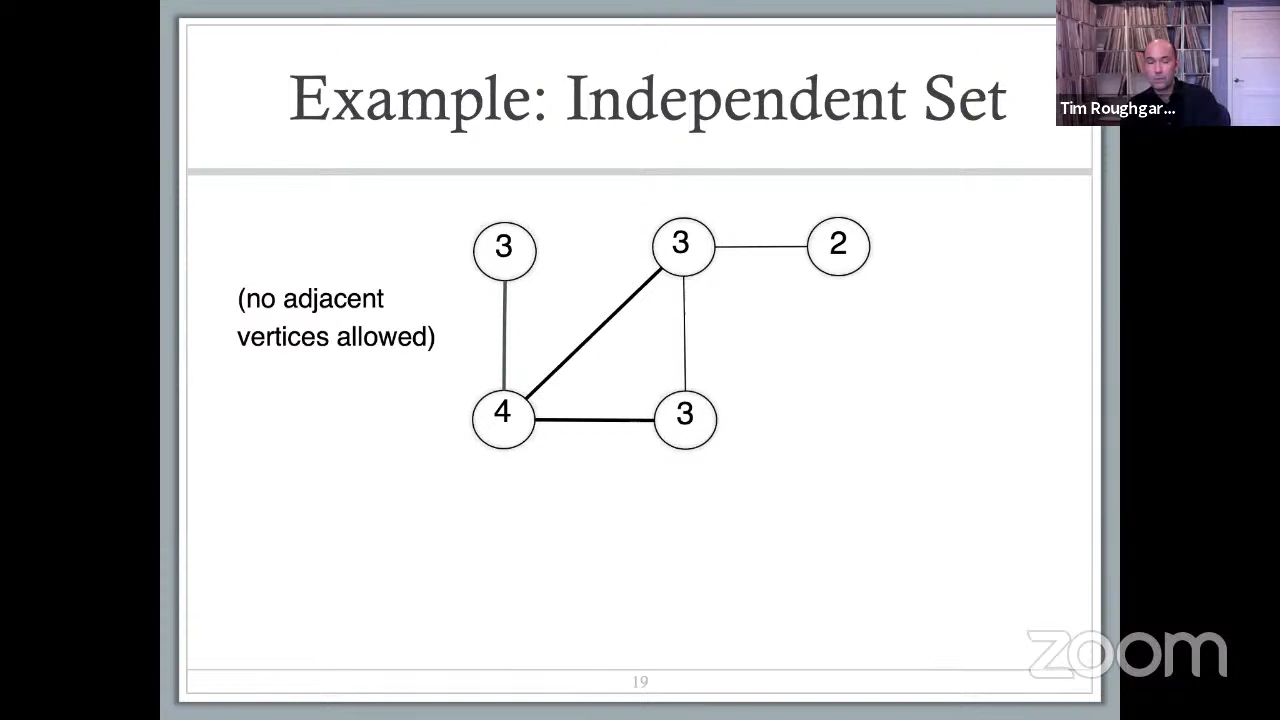 Example: Independent Set
Tim Roughgar...
3
3
2
(no adjacent
vertices allowed)
4
3
zoom
19